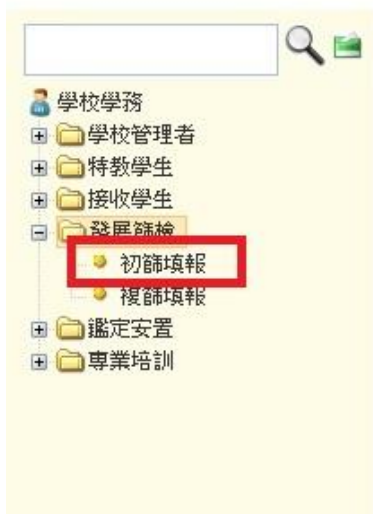 學校學務
學校管理者
特教學生
接收學生
發展篩檢
初篩填報
複篩填報
鑑定安置
專業培訓